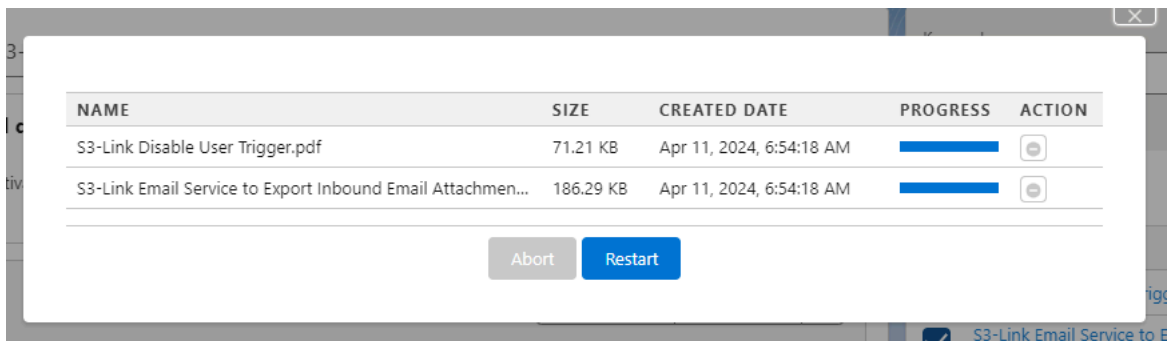 3-
NAME SIZE CREATED DATE PROGRESS ACTION
S3-Link Disable User Trigger.pdf 71.21 KB Apr 11, 2024, 6:54:18 AM
S3-Link Email Service to Export Inbound Email Attachmen... 186.29 KB Apr 11, 2024, 6:54:18 AM
Abort Restart
S3-Link Email Service to E